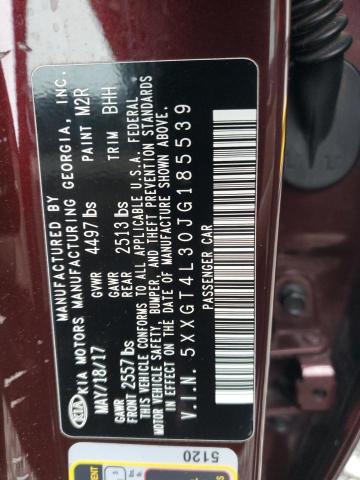 MANUFACTURED BY
KIA KIA MOTORS MANUFACTURING GEORGIA, INC.
MAY/18/17 GVWR 4497 lbs PAINT M2R
GAWR FRONT 2557 lbs GAWR REAR 2513 lbs TRIM BHH
THIS VEHICLE CONFORMS TO ALL APPLICABLE U.S.A. FEDERAL
MOTOR VEHICLE SAFETY, BUMPER, AND THEFT PREVENTION STANDARDS
IN EFFECT ON THE DATE OF MANUFACTURE SHOWN ABOVE.
V.I.N. 5XXGT4L30JG185539
PASSENGER CAR
5120